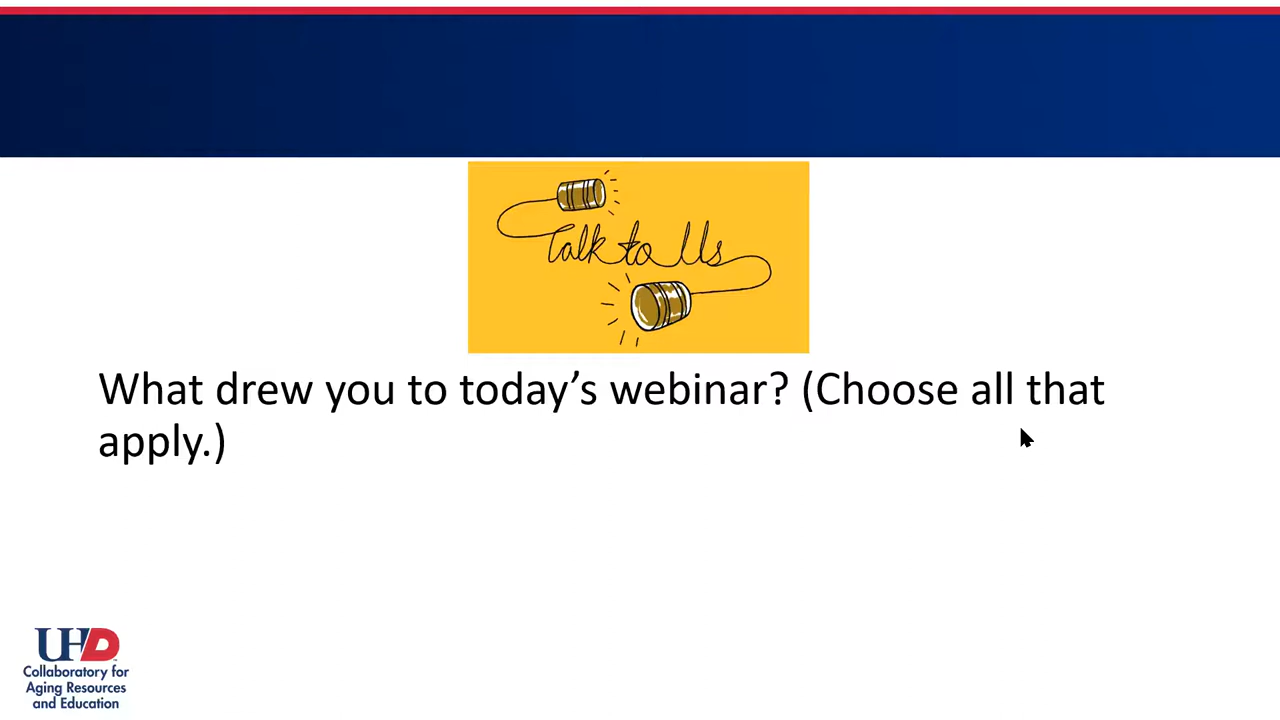 Talk to Us
What drew you to today’s webinar? (Choose all that
apply.)
UHD
Collaboratory for
Aging Resources
and Education